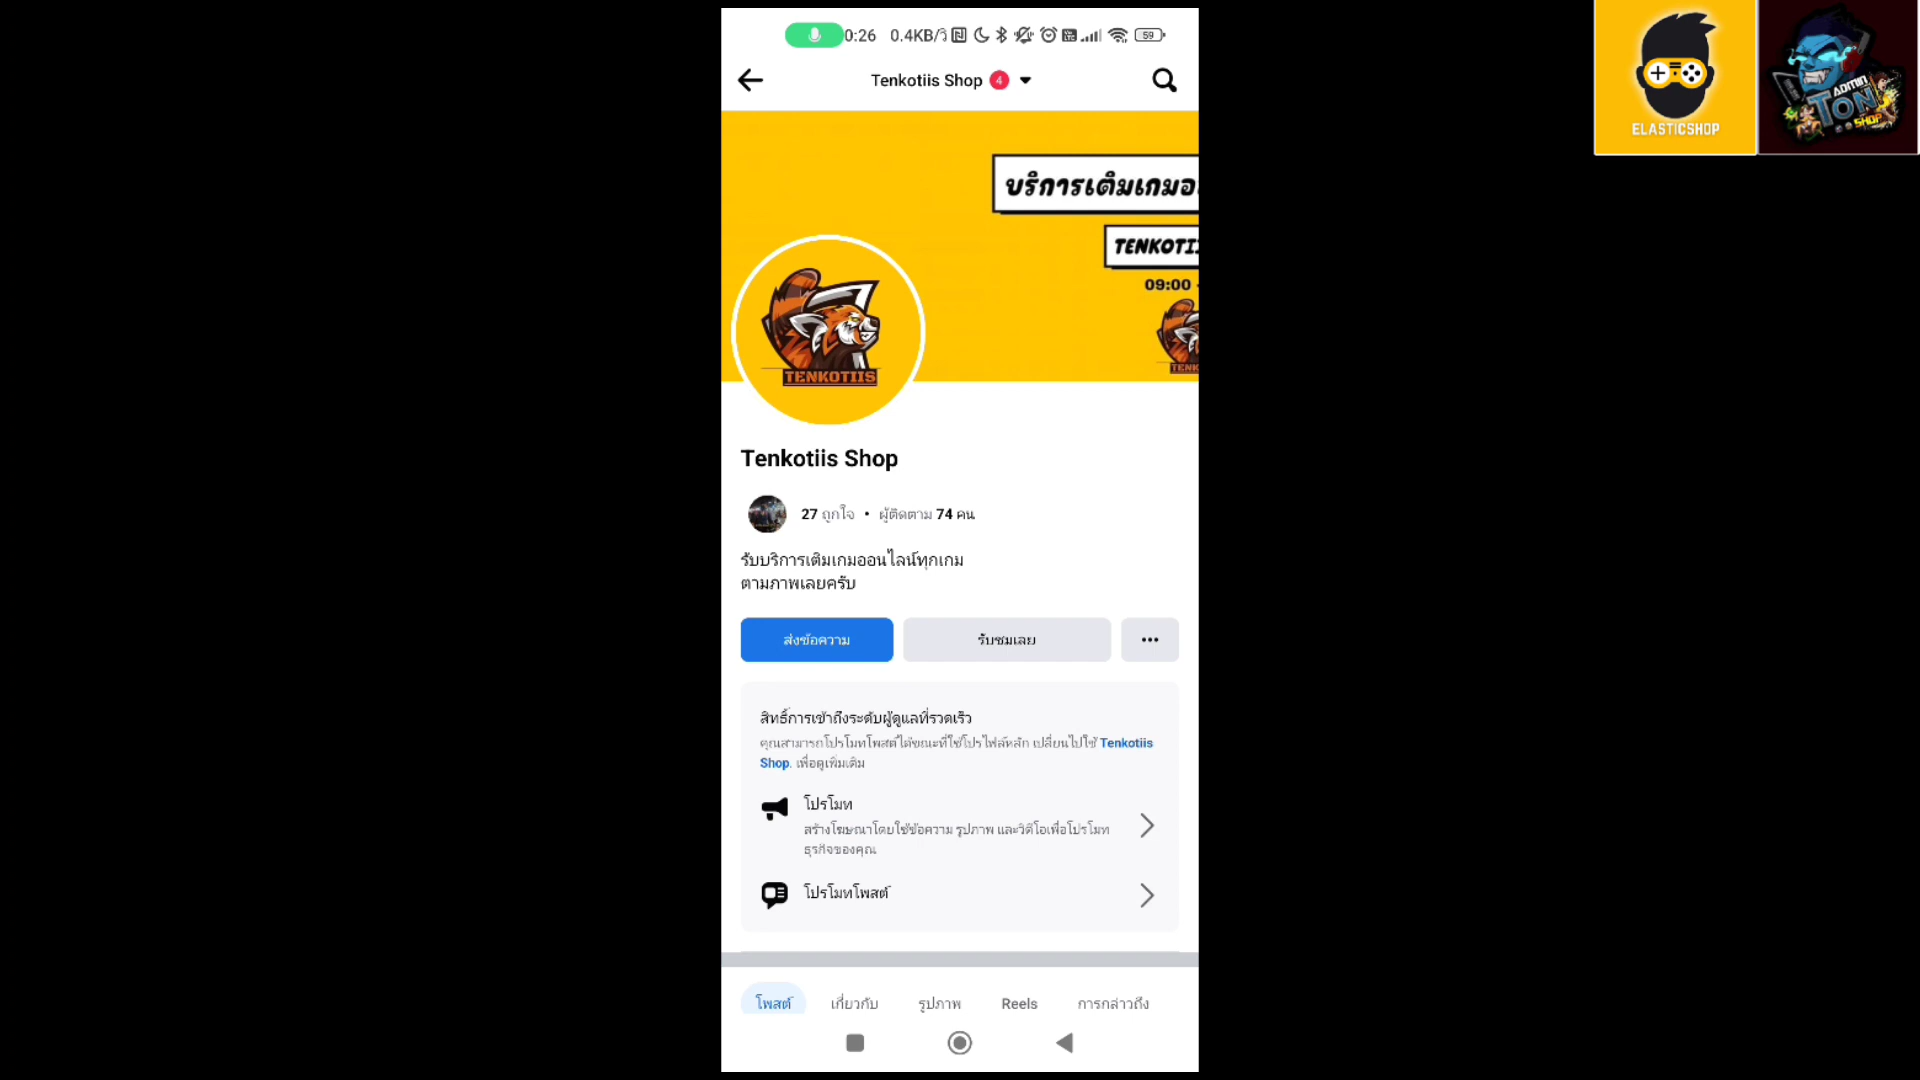 0:26 0.4KB/ว 59
Tenkotiis Shop 4
บริการเติมเกมอ
TENKOTI
09:00 -
TENKOTIIS
TENK
Tenkotiis Shop
27 ถูกใจ • ผู้ติดตาม 74 คน
รับบริการเติมเกมออนไลน์ทุกเกม
ตามภาพเลยครับ
ส่งข้อความ
รับชมเลย
สิทธิ์การเข้าถึงระดับผู้ดูแลที่รวดเร็ว
คุณสามารถโปรโมทโพสต์ได้ขณะที่ใช้โปรไฟล์หลัก เปลี่ยนไปใช้ Tenkotiis
Shop. เพื่อดูเพิ่มเติม
โปรโมท
สร้างโฆษณาโดยใช้ข้อความ รูปภาพ และวิดีโอเพื่อโปรโมท
ธุรกิจของคุณ
โปรโมทโพสต์
โพสต์ เกี่ยวกับ รูปภาพ Reels การกล่าวถึง
ELASTICSHOP
ADMIN
TON
SHOP